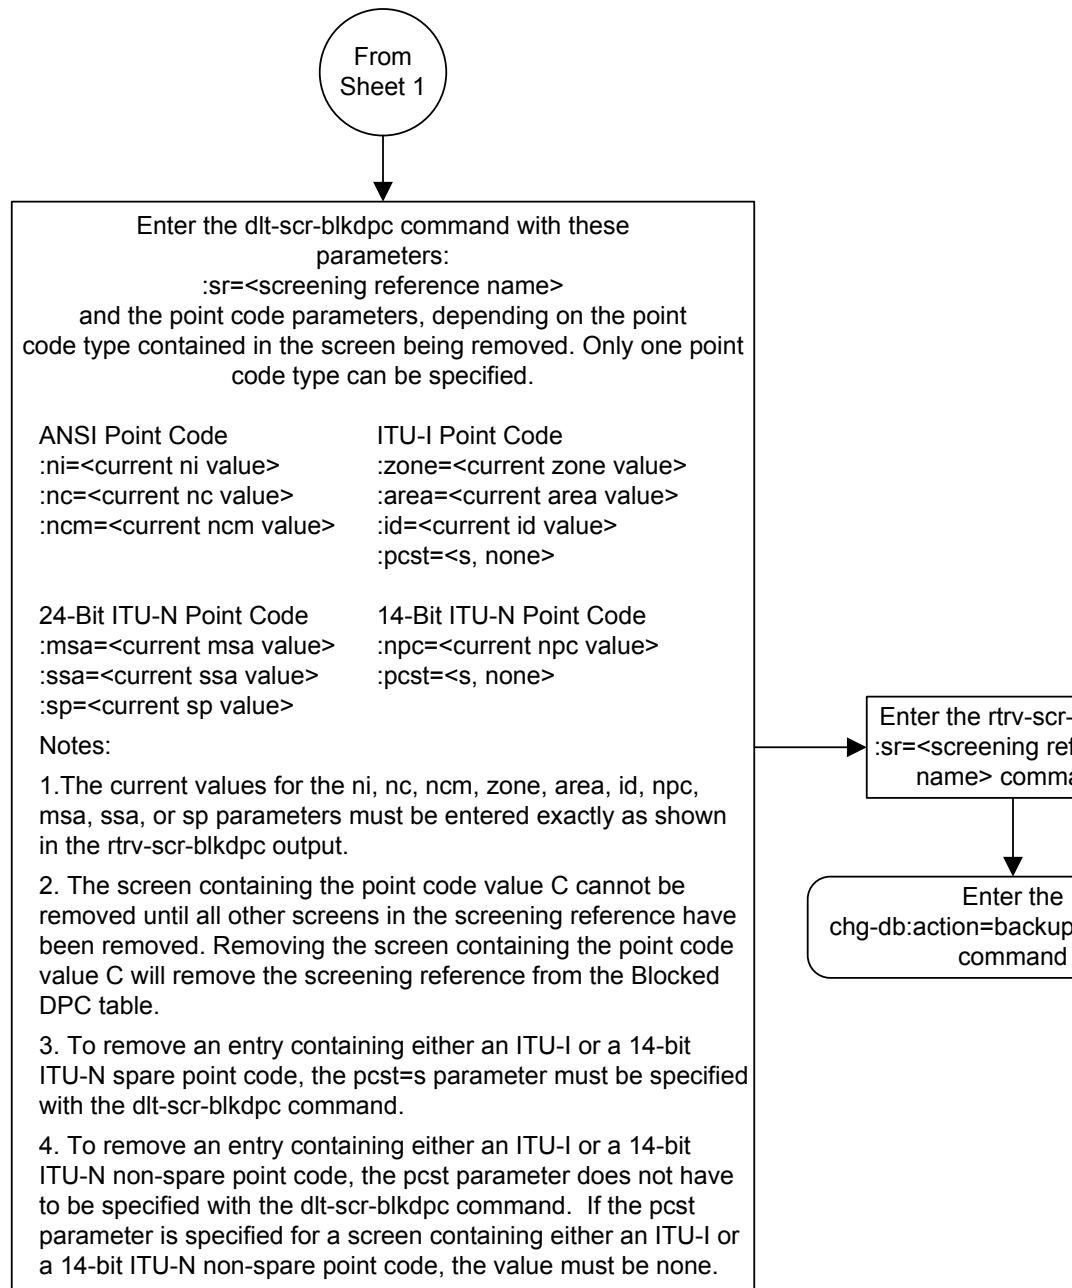 From
Sheet 1
Enter the dlt-scr-blkdpc command with these
parameters:
:sr=<screening reference name>
and the point code parameters, depending on the point
code type contained in the screen being removed. Only one point
code type can be specified.
ANSI Point Code
:ni=<current ni value>
:nc=<current nc value>
:ncm=<current ncm value>
ITU-I Point Code
:zone=<current zone value>
:area=<current area value>
:id=<current id value>
:pcst=<s, none>
24-Bit ITU-N Point Code
:msa=<current msa value>
:ssa=<current ssa value>
:sp=<current sp value>
14-Bit ITU-N Point Code
:npc=<current npc value>
:pcst=<s, none>
Notes:
1.The current values for the ni, nc, ncm, zone, area, id, npc,
msa, ssa, or sp parameters must be entered exactly as shown
in the rtrv-scr-blkdpc output.
2. The screen containing the point code value C cannot be
removed until all other screens in the screening reference have
been removed. Removing the screen containing the point code
value C will remove the screening reference from the Blocked
DPC table.
3. To remove an entry containing either an ITU-I or a 14-bit
ITU-N spare point code, the pcst=s parameter must be specified
with the dlt-scr-blkdpc command.
4. To remove an entry containing either an ITU-I or a 14-bit
ITU-N non-spare point code, the pcst parameter does not have
to be specified with the dlt-scr-blkdpc command.  If the pcst
parameter is specified for a screen containing either an ITU-I or
a 14-bit ITU-N non-spare point code, the value must be none.
Enter the rtrv-scr-
:sr=<screening
name>
Enter the
chg-db:action=backup
command